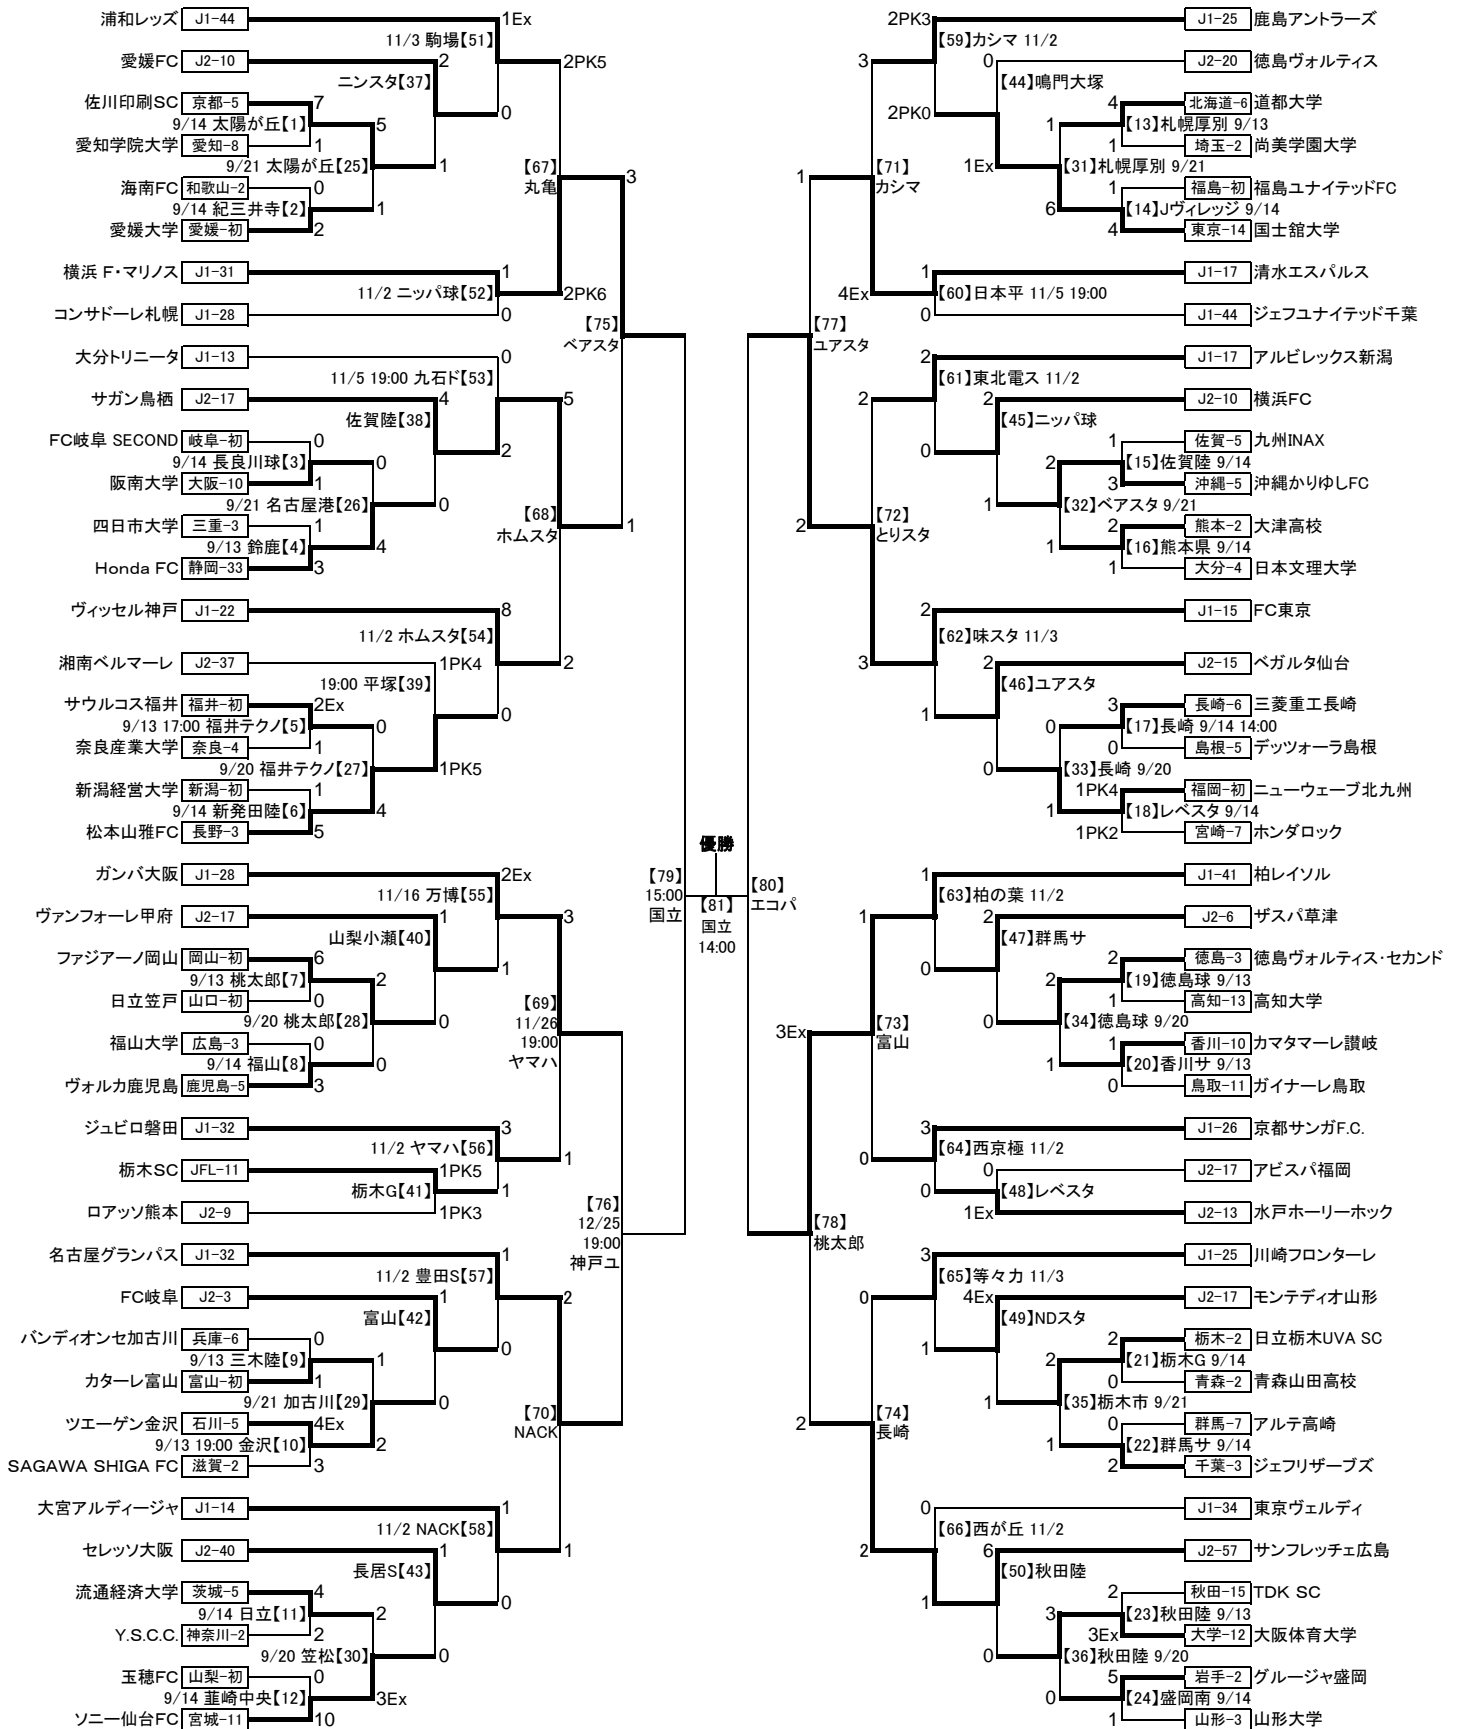 浦和レッズ J1-44 1Ex
11/3 駒場【51】
愛媛FC J2-10 2 2PK5
ニンスタ【37】
佐川印刷SC 京都-5 7
9/14 太陽が丘【1】 5 0
愛知学院大学 愛知-8 1
9/21 太陽が丘【25】 1 【67】
丸亀 3
海南FC 和歌山-2 0
9/14 紀三井寺【2】 1
愛媛大学 愛媛-初 2
横浜 F・マリノス J1-31 1
11/2 ニッパ球【52】 2PK6
コンサドーレ札幌 J1-28 0
【75】
ベアスタ
大分トリニータ J1-13 0
11/5 19:00 九石ド【53】
サガン鳥栖 J2-17 4 5
佐賀陸【38】
FC岐阜 SECOND 岐阜-初 0
2
9/14 長良川球【3】 0
阪南大学 大阪-10 1
9/21 名古屋港【26】 0
四日市大学 三重-3 1
【68】
ホムスタ 1
9/13 鈴鹿【4】 4
Honda FC 静岡-33 3
ヴィッセル神戸 J1-22 8
11/2 ホムスタ【54】
湘南ベルマーレ J2-37 1PK4 2
19:00 平塚【39】
サウルコス福井 福井-初 2Ex
0
9/13 17:00 福井テクノ【5】 0
奈良産業大学 奈良-4 1
9/20 福井テクノ【27】 1PK5
新潟経営大学 新潟-初 1
9/14 新発田陸【6】 4
松本山雅FC 長野-3 5
ガンバ大阪 J1-28 2Ex
11/16 万博【55】
ヴァンフォーレ甲府 J2-17 1 3
山梨小瀬【40】
ファジアーノ岡山 岡山-初 6
1
9/13 桃太郎【7】 2
日立笠戸 山口-初 0
9/20 桃太郎【28】 0
【69】
11/26
19:00
ヤマハ
福山大学 広島-3 0
9/14 福山【8】 0
ヴォルカ鹿児島 鹿児島-5 3
ジュビロ磐田 J1-32 3
11/2 ヤマハ【56】 1
栃木SC JFL-11 1PK5
栃木G【41】 1
ロアッソ熊本 J2-9 1PK3
【76】
12/25
19:00
神戸ユ
名古屋グランパス J1-32 1
11/2 豊田S【57】
FC岐阜 J2-3 1 2
富山【42】
バンディオンセ加古川 兵庫-6 0
0
9/13 三木陸【9】 1
カターレ富山 富山-初 1
9/21 加古川【29】 0
ツエーゲン金沢 石川-5 4Ex
【70】
NACK
9/13 19:00 金沢【10】 2
SAGAWA SHIGA FC 滋賀-2 3
大宮アルディージャ J1-14 1
11/2 NACK【58】
セレッソ大阪 J2-40 1 1
長居S【43】
流通経済大学 茨城-5 4
0
9/14 日立【11】 2
Y.S.C.C. 神奈川-2 2
9/20 笠松【30】 0
玉穂FC 山梨-初 0
9/14 韮崎中央【12】 3Ex
ソニー仙台FC 宮城-11 10
【79】
15:00
国立
優勝
【81】
国立
14:00
【80】
エコパ
2PK3 J1-25 鹿島アントラーズ
【59】カシマ 11/2
3 0 J2-20 徳島ヴォルティス
【44】鳴門大塚
4 北海道-6 道都大学
2PK0
1 【13】札幌厚別 9/13
1 埼玉-2 尚美学園大学
1Ex 【31】札幌厚別 9/21
1 【71】
カシマ
1 福島-初 福島ユナイテッドFC
6 【14】Jヴィレッジ 9/14
4 東京-14 国士舘大学
1 J1-17 清水エスパルス
4Ex 【60】日本平 11/5 19:00
0 J1-44 ジェフユナイテッド千葉
【77】
ユアスタ
2 J1-17 アルビレックス新潟
【61】東北電ス 11/2
2 2 J2-10 横浜FC
【45】ニッパ球
1 佐賀-5 九州INAX
0
2 【15】佐賀陸 9/14
3 沖縄-5 沖縄かりゆしFC
1 【32】ベアスタ 9/21
2 【72】
とりスタ
2 熊本-2 大津高校
1 【16】熊本県 9/14
1 大分-4 日本文理大学
2 J1-15 FC東京
【62】味スタ 11/3
3 2 J2-15 ベガルタ仙台
【46】ユアスタ
3 長崎-6 三菱重工長崎
1
0 【17】長崎 9/14 14:00
0 島根-5 デッツォーラ島根
0 【33】長崎 9/20
1PK4 福岡-初 ニューウェーブ北九州
1 【18】レベスタ 9/14
1PK2 宮崎-7 ホンダロック
1 J1-41 柏レイソル
【63】柏の葉 11/2
1 2 J2-6 ザスパ草津
【47】群馬サ
2 徳島-3 徳島ヴォルティス・セカンド
0
2 【19】徳島球 9/13
1 高知-13 高知大学
0 【34】徳島球 9/20
3Ex 【73】
富山
1 香川-10 カマタマーレ讃岐
1 【20】香川サ 9/13
0 鳥取-11 ガイナーレ鳥取
3 J1-26 京都サンガF.C.
【64】西京極 11/2
0 0 J2-17 アビスパ福岡
0 【48】レベスタ
1Ex J2-13 水戸ホーリーホック
【78】
桃太郎
3 J1-25 川崎フロンターレ
【65】等々力 11/3
0 4Ex J2-17 モンテディオ山形
【49】NDスタ
2 栃木-2 日立栃木UVA SC
1
2 【21】栃木G 9/14
0 青森-2 青森山田高校
1 【35】栃木市 9/21
2 【74】
長崎
0 群馬-7 アルテ高崎
1 【22】群馬サ 9/14
2 千葉-3 ジェフリザーブズ
0 J1-34 東京ヴェルディ
【66】西が丘 11/2
2 6 J2-57 サンフレッチェ広島
【50】秋田陸
2 秋田-15 TDK SC
1
3 【23】秋田陸 9/13
3Ex 大学-12 大阪体育大学
0 【36】秋田陸 9/20
5 岩手-2 グルージャ盛岡
0 【24】盛岡南 9/14
1 山形-3 山形大学